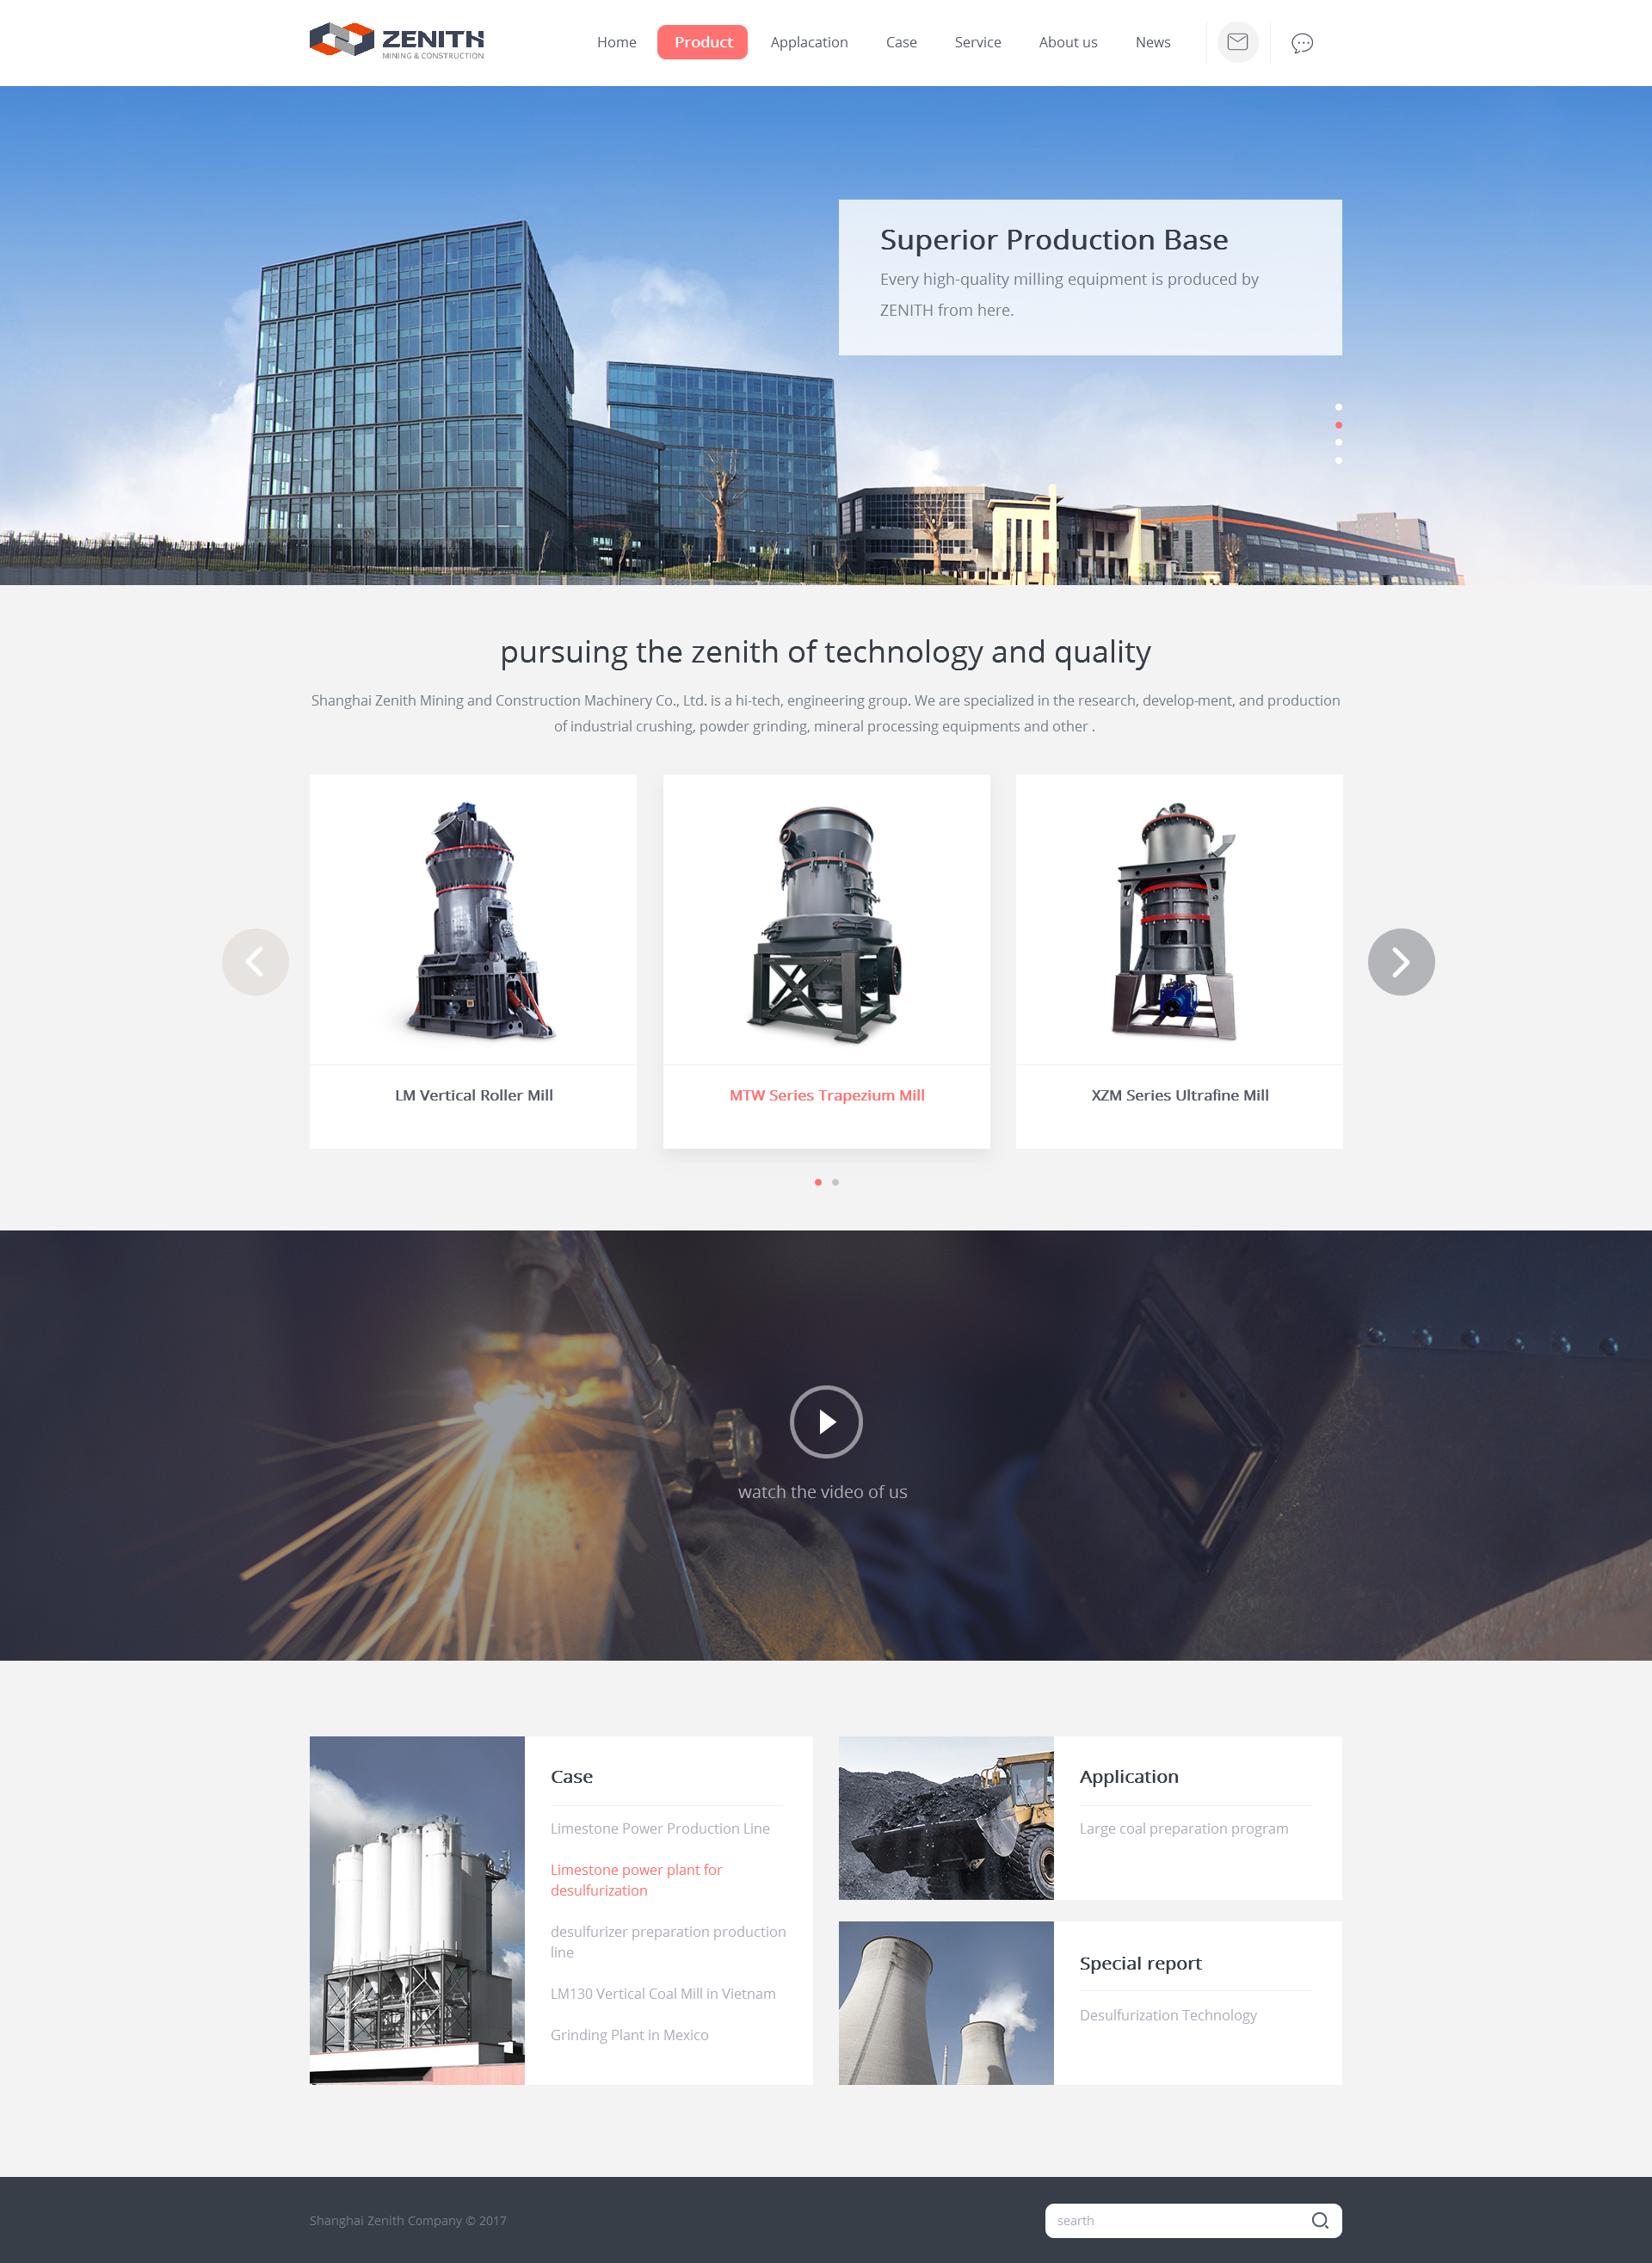 ZENITH
MINING & CONSTRUCTION
Home Product Applacation Case Service About us News
Superior Production Base
Every high-quality milling equipment is produced by
ZENITH from here.
pursuing the zenith of technology and quality
Shanghai Zenith Mining and Construction Machinery Co., Ltd. is a hi-tech, engineering group. We are specialized in the research, develop-ment, and production
of industrial crushing, powder grinding, mineral processing equipments and other .
LM Vertical Roller Mill
MTW Series Trapezium Mill
XZM Series Ultrafine Mill
watch the video of us
Case
Limestone Power Production Line
Limestone power plant for
desulfurization
desulfurizer preparation production
line
LM130 Vertical Coal Mill in Vietnam
Grinding Plant in Mexico
Application
Large coal preparation program
Special report
Desulfurization Technology
Shanghai Zenith Company © 2017
searth